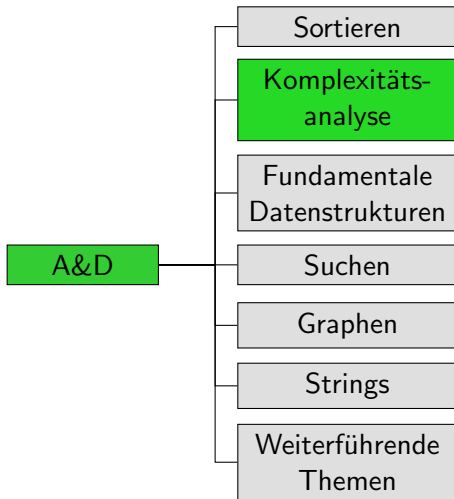 Sortieren
Komplexitäts-
analyse
Fundamentale
Datenstrukturen
A&D
Suchen
Graphen
Strings
Weiterführende
Themen